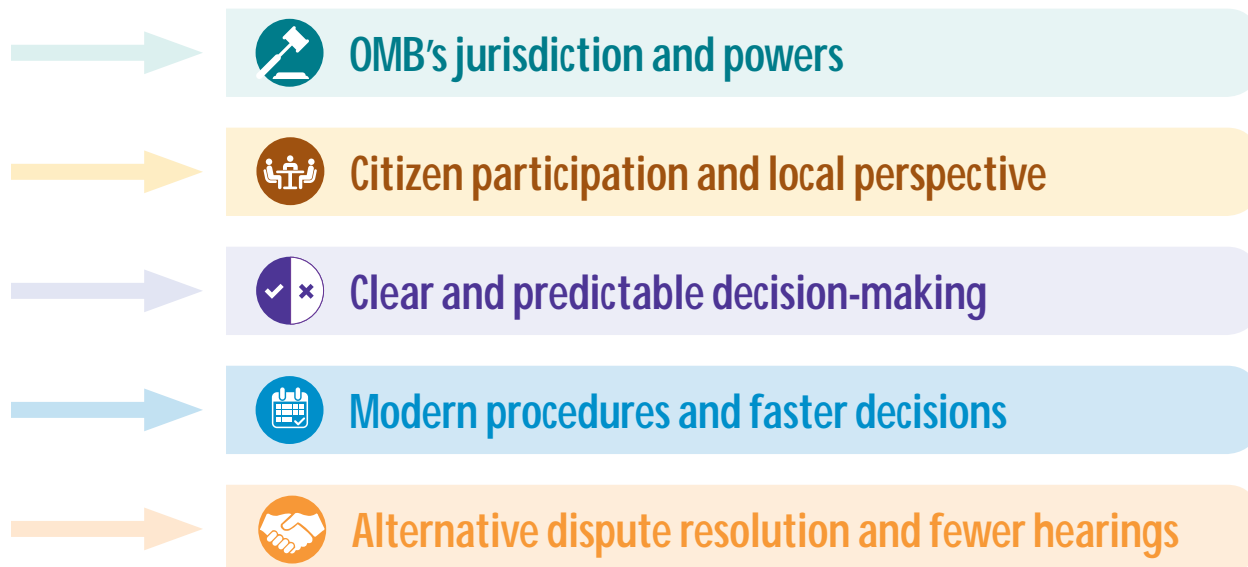 OMB's jurisdiction and powers
Citizen participation and local perspective
Clear and predictable decision-making
Modern procedures and faster decisions
Alternative dispute resolution and fewer hearings